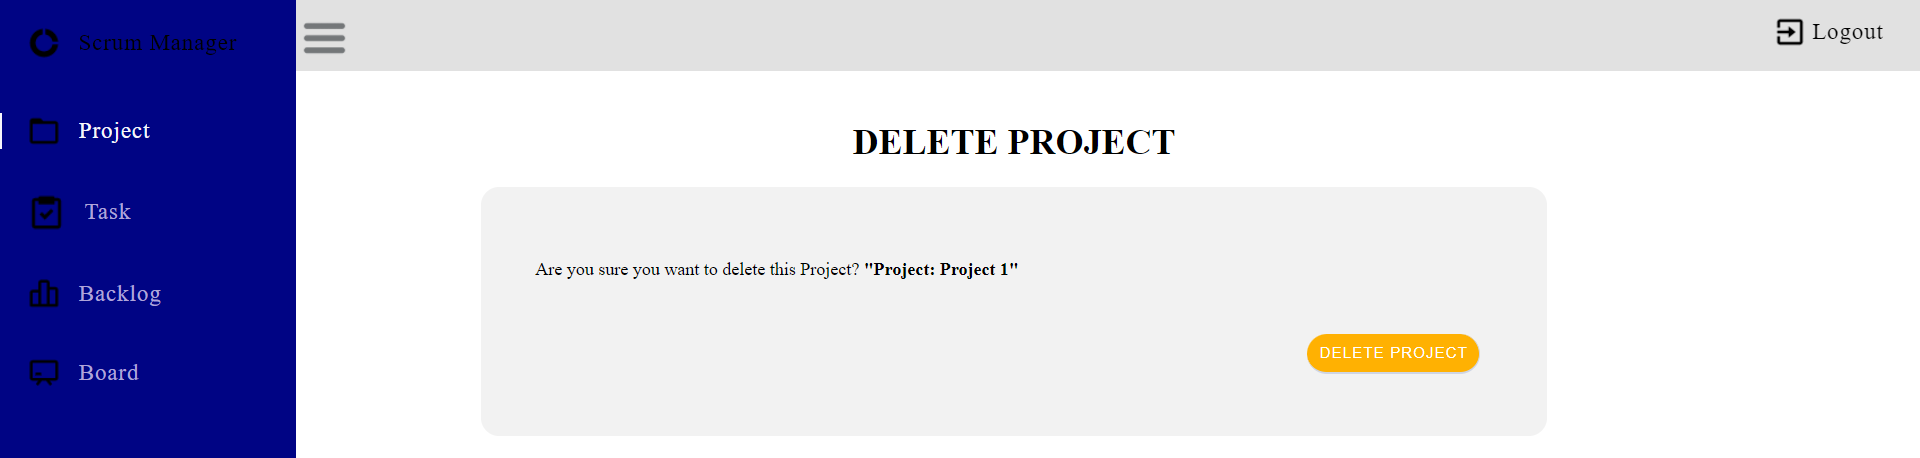 Scrum Manager
Logout
Project
Task
Backlog
Board
DELETE PROJECT
Are you sure you want to delete this Project? "Project: Project 1"
DELETE PROJECT